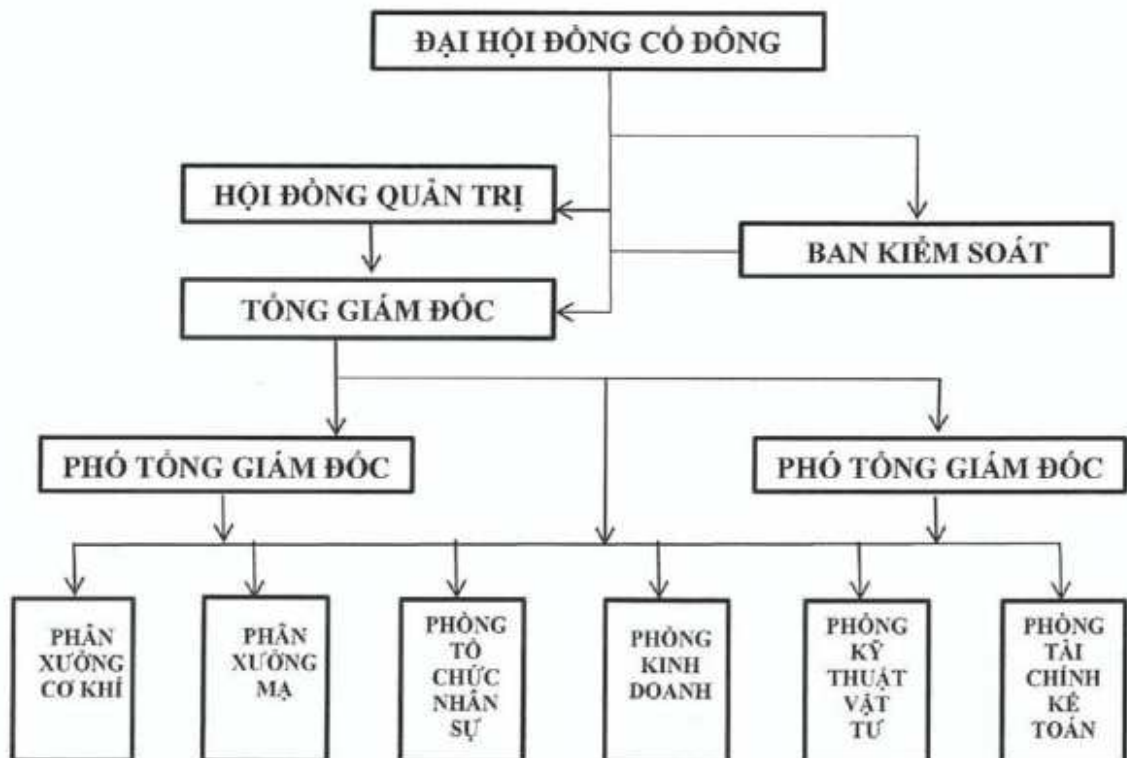 ĐẠI HỘI ĐỒNG CỔ ĐÔNG
HỘI ĐỒNG QUẢN TRỊ
BAN KIỂM SOÁT
TỔNG GIÁM ĐỐC
PHÓ TỔNG GIÁM ĐỐC
PHÓ TỔNG GIÁM ĐỐC
PHÂN
XƯỞNG
CƠ KHÍ
PHÂN
XƯỞNG
MẠ
PHÒNG
TỔ
CHỨC
NHÂN
SỰ
PHÒNG
KINH
DOANH
PHÒNG
KỸ
THUẬT
VẬT
TƯ
PHÒNG
TÀI
CHÍNH
KẾ
TOÁN